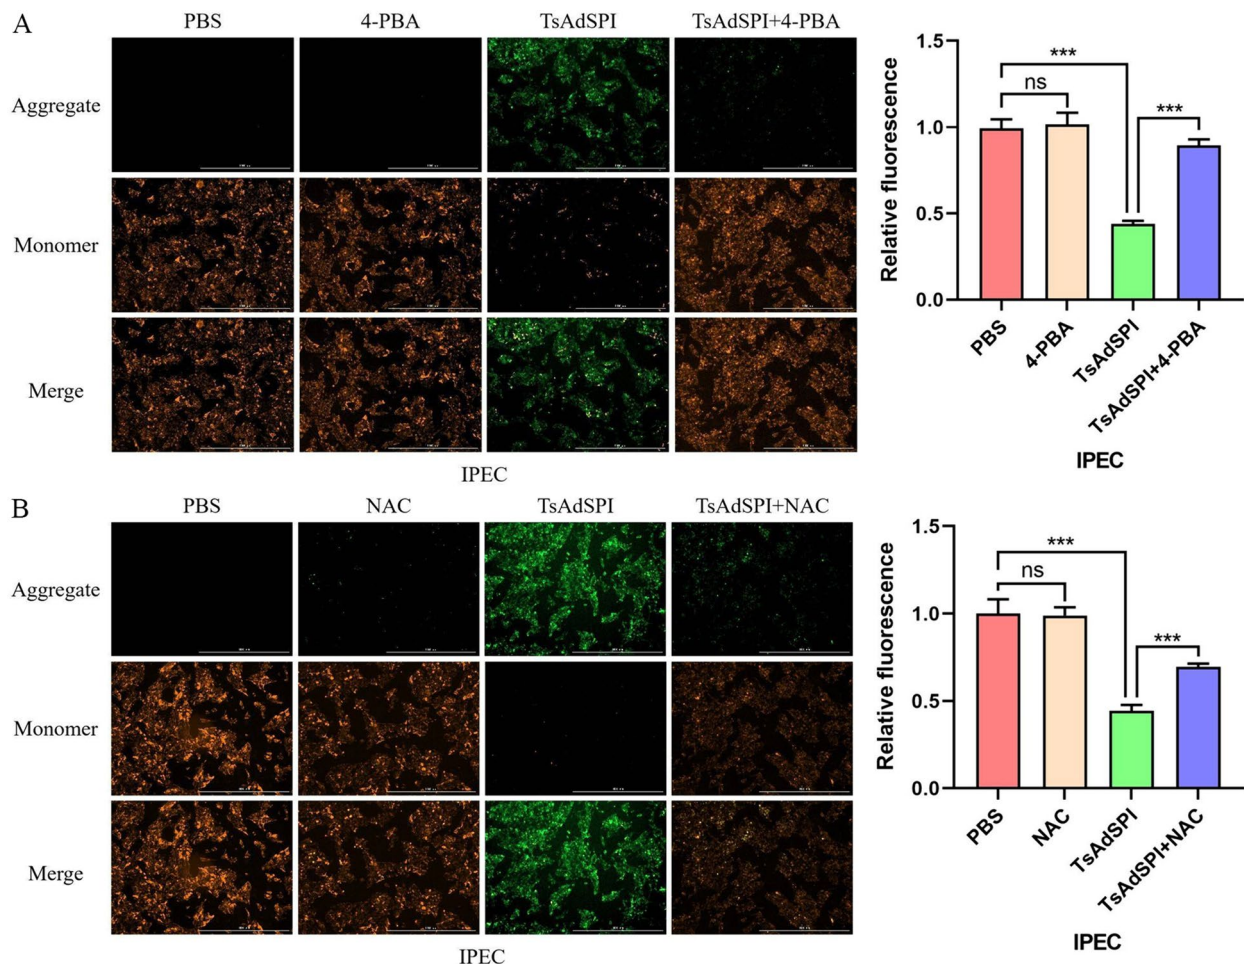 A
PBS 4-PBA TsAdSPI TsAdSPI+4-PBA
Aggregate
Monomer
Merge
IPEC
Relative fluorescence
1.5
1.0
0.5
0.0
***
ns
***
PBS
4-PBA
TsAdSPI
TsAdSPI+4-PBA
IPEC
B
PBS NAC TsAdSPI TsAdSPI+NAC
Aggregate
Monomer
Merge
IPEC
Relative fluorescence
1.5
1.0
0.5
0.0
***
ns
***
PBS
NAC
TsAdSPI
TsAdSPI+NAC
IPEC